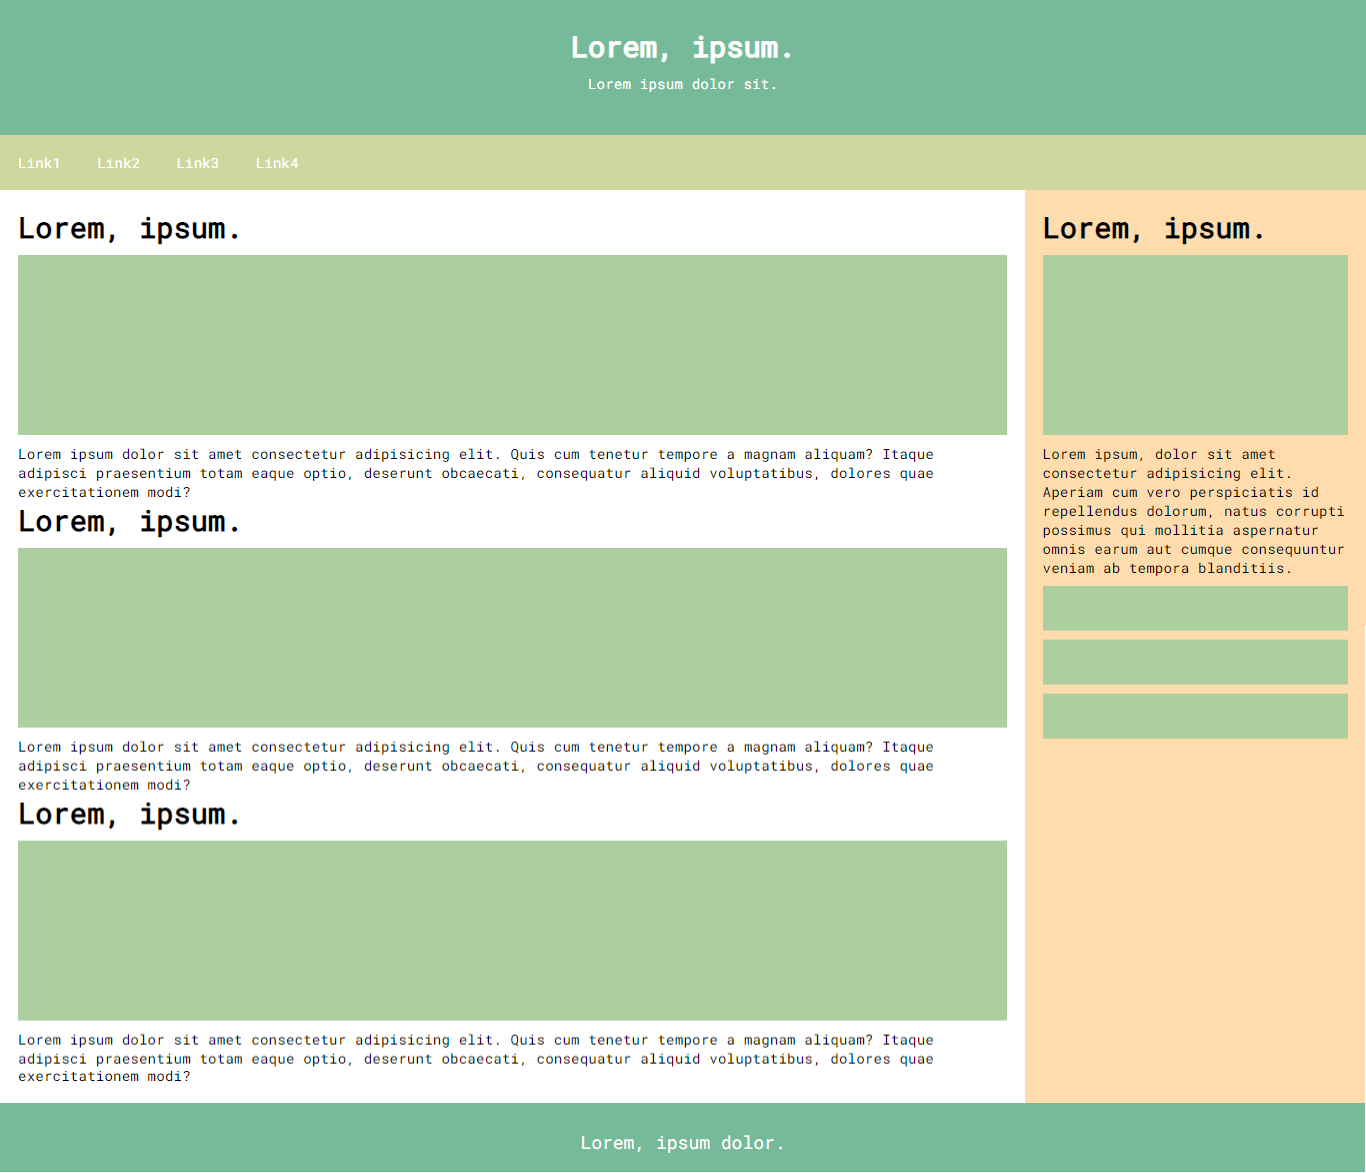 Lorem, ipsum.
Lorem ipsum dolor sit.
Link1 Link2 Link3 Link4
Lorem, ipsum.
Lorem ipsum dolor sit amet consectetur adipisicing elit. Quis cum tenetur tempore a magnam aliquam? Itaque
adipisci praesentium totam eaque optio, deserunt obcaecati, consequatur aliquid voluptatibus, dolores quae
exercitationem modi?
Lorem, ipsum.
Lorem ipsum dolor sit amet consectetur adipisicing elit. Quis cum tenetur tempore a magnam aliquam? Itaque
adipisci praesentium totam eaque optio, deserunt obcaecati, consequatur aliquid voluptatibus, dolores quae
exercitationem modi?
Lorem, ipsum.
Lorem ipsum dolor sit amet consectetur adipisicing elit. Quis cum tenetur tempore a magnam aliquam? Itaque
adipisci praesentium totam eaque optio, deserunt obcaecati, consequatur aliquid voluptatibus, dolores quae
exercitationem modi?
Lorem, ipsum.
Lorem ipsum, dolor sit amet
consectetur adipisicing elit.
Aperiam cum vero perspiciatis id
repellendus dolorum, natus corrupti
possimus qui mollitia aspernatur
omnis earum aut cumque consequuntur
veniam ab tempora blanditiis.
Lorem, ipsum dolor.